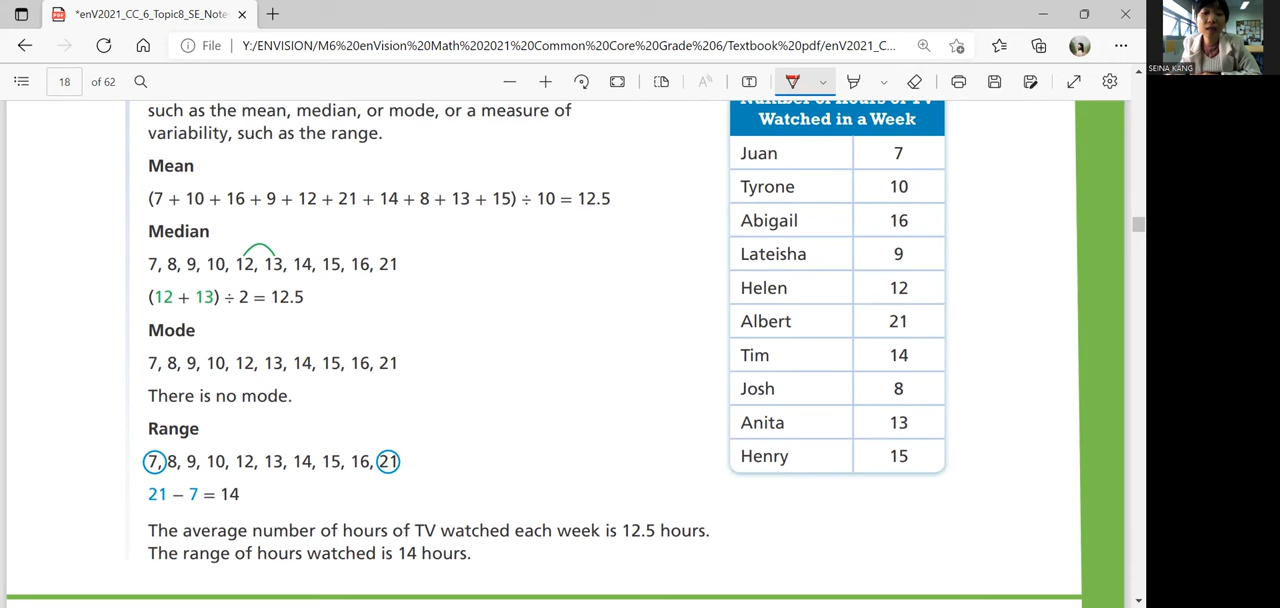 *enV2021_CC_6_Topic8_SE_Note
File
Y:/ENVISION/M6%20enVision%20Math%202021%20Common%20Core%20Grade%206/Textbook%20pdf/enV2021_C...
18 of 62
SEINA KANG
such as the mean, median, or mode, or a measure of
variability, such as the range.
Mean
(7 + 10 + 16 + 9 + 12 + 21 + 14 + 8 + 13 + 15) ÷ 10 = 12.5
Median
7, 8, 9, 10, 12, 13, 14, 15, 16, 21
(12 + 13) ÷ 2 = 12.5
Mode
7, 8, 9, 10, 12, 13, 14, 15, 16, 21
There is no mode.
Range
7, 8, 9, 10, 12, 13, 14, 15, 16, 21
21 − 7 = 14
The average number of hours of TV watched each week is 12.5 hours.
The range of hours watched is 14 hours.
Number of Hours of TV
Watched in a Week
Juan 7
Tyrone 10
Abigail 16
Lateisha 9
Helen 12
Albert 21
Tim 14
Josh 8
Anita 13
Henry 15